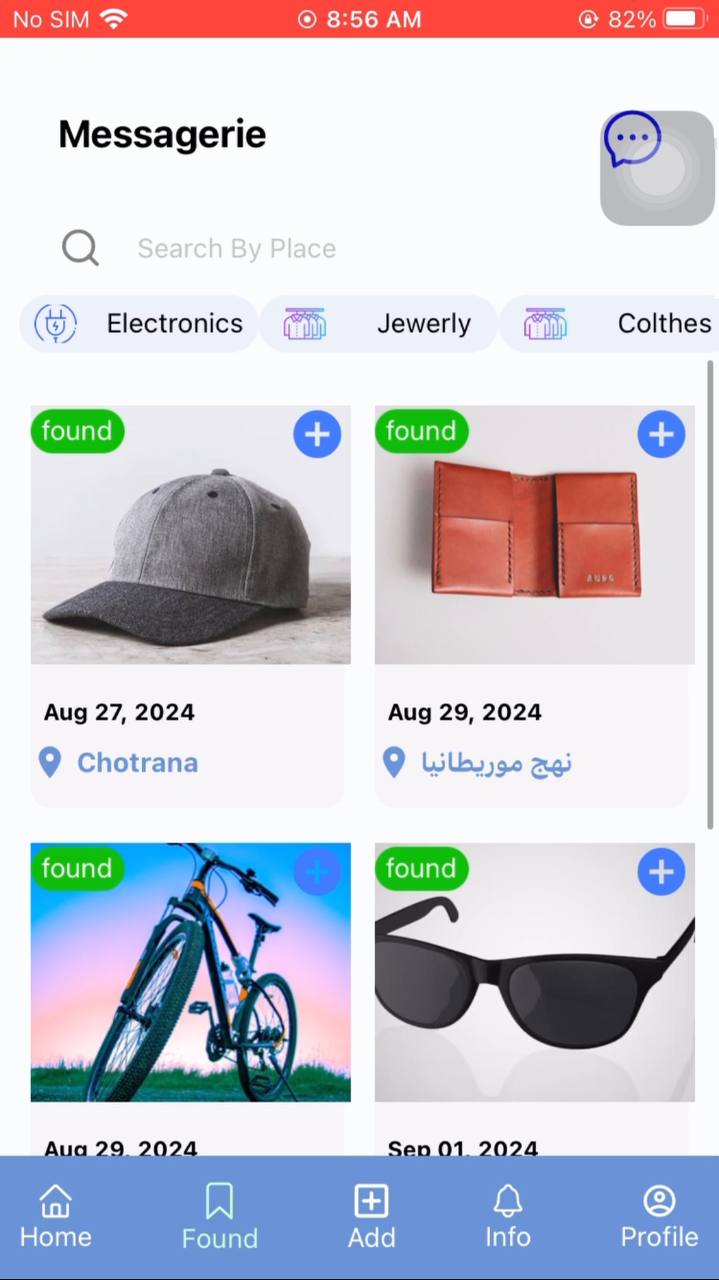 No SIM 8:56 AM 82%
Messagerie
Search By Place
Electronics Jewerly Colthes
found found
Aug 27, 2024 Aug 29, 2024
Chotrana نهج موريطانيا
found found
Aug 29, 2024 Sep 01, 2024
Home Found Add Info Profile